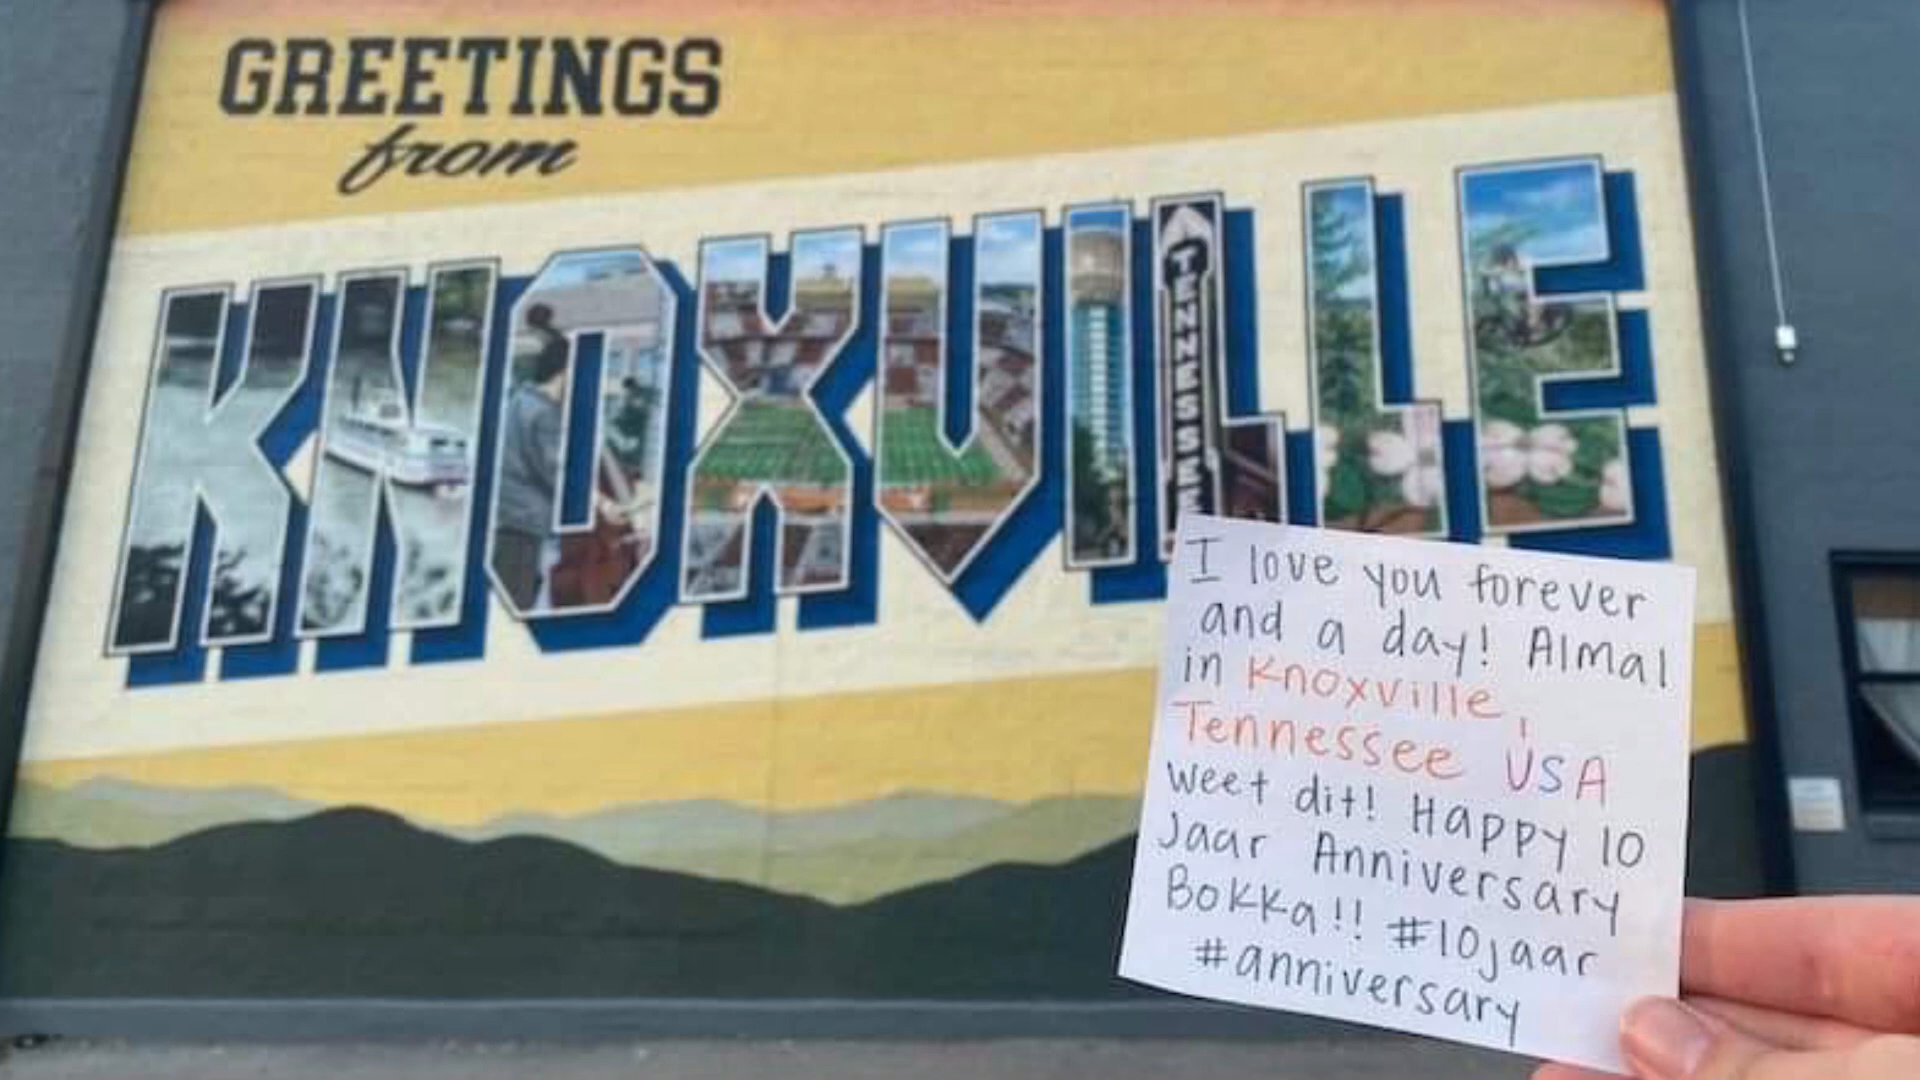 GREETINGS
from
KNOXVILLE
TENNESSEE
I love you forever
and a day! Almal
in Knoxville,
Tennessee USA
weet dit! Happy 10
Jaar Anniversary
Bokka!! #10jaar
#anniversary